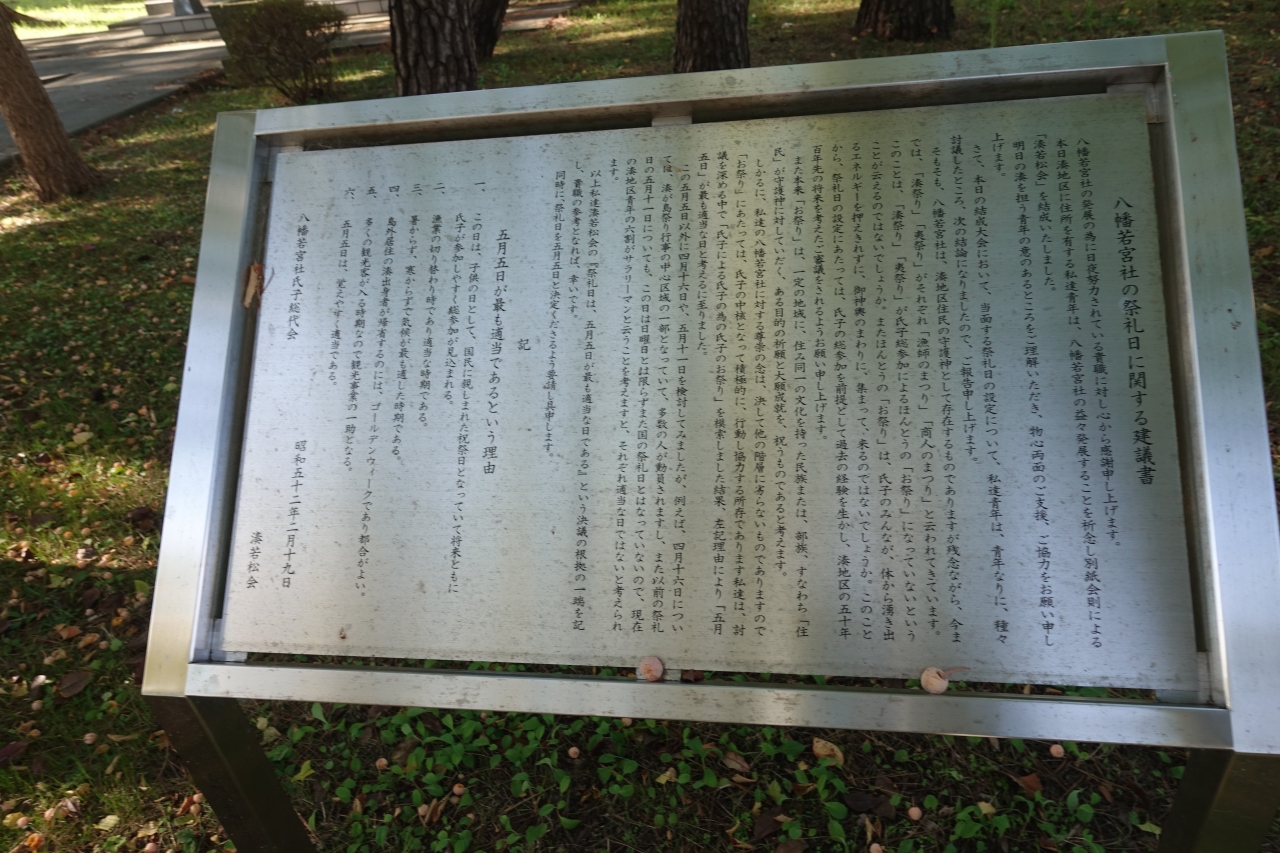 八幡若宮社の祭礼日に関する建議書
八幡若宮社の発展の為に日夜努力されている貴職に対し心から感謝申し上げます。
本日湊地区に住所を有する私達青年は、八幡若宮社の益々発展することを祈念し別紙会則による
「湊若松会」を結成いたしました。
明日の湊を担う青年の意のあるところをご理解いただき、物心両面のご支援、ご協力をお願い申し
上げます。
さて、本日の結成大会において、当面する祭礼日の設定について、私達青年は、青年なりに、種々
討議したところ、次の結論になりましたので、ご報告申し上げます。
そもそも、八幡若宮社は、湊地区住民の守護神として存在するものでありますが残念ながら、今ま
では、「湊祭り」「夷祭り」がそれぞれ「漁師のまつり」「商人のまつり」と云われてきています。
このことは、「湊祭り」「夷祭り」が氏子総参加によるほんとうの「お祭り」になっていないという
ことが云えるのではないでしょうか。またほんとうの「お祭り」は、氏子のみんなが、体から湧き出
るエネルギーを押えきれずに、御神輿のまわりに、集まって、来るのではないでしょうか。このこと
から、祭礼日の設定にあたっては、氏子の総参加を前提として過去の経験を生かし、湊地区の五十年
百年先の将来を考えたご審議をされるようお願い申し上げます。
また本来「お祭り」は、一定の地域に、住み同一の文化を持った民族または、部族、すなわち「住
民」が守護神に対していだく、ある目的の祈願と大願成就を、祝うものであると考えます。
しかるに、私達の八幡若宮社に対する尊崇の念は、決して他の階層に劣らないものでありますので
「お祭り」にあたっては、氏子の中核となって積極的に、行動し協力する所存であります私達は、討
議を深める中で「氏子による氏子の為の氏子のお祭り」を模索しました結果、左記理由により「五月
五日」が最も適当な日と考えるに至りました。
この五月五日以外に四月十六日や、五月十一日を検討してみましたが、例えば、四月十六日につい
ては、湊が島祭り行事の中心区域の一部となっていて、多数の人が動員されますし、また以前の祭礼
日の五月十一日についても、この日は日曜日とは限らずまた国の祭礼日とはなっていないので、現在
の湊地区青年の六割がサラリーマンと云うことを考えますと、それぞれ適当な日ではないと考えられ
ます。
以上私達湊若松会の『祭礼日は、五月五日が最も適当な日である』という決議の根拠の一端を記
し、貴職の参考となれば、幸いです。
同時に、祭礼日を五月五日と決定くださるよう要請し具申します。
記
五月五日が最も適当であるという理由
一、この日は、子供の日として、国民に親しまれた祝祭日となっていて将来ともに
氏子が参加しやすく総参加が見込まれる。
二、漁業の切り替わり時であり適当な時期である。
三、暑からず、寒からずで気候が最も適した時期である。
四、島外居住の湊出身者が帰省するのには、ゴールデンウィークであり都合がよい。
五、多くの観光客が入る時期なので観光事業の一助となる。
六、五月五日は、覚えやすく適当である。
昭和五十二年二月十九日
八幡若宮社氏子総代会
湊若松会